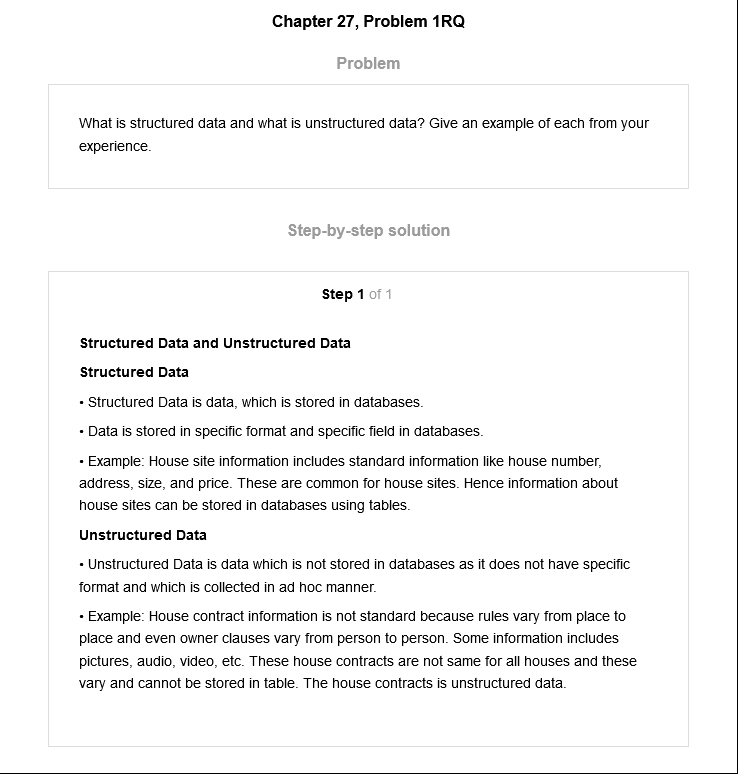 Chapter 27, Problem 1RQ
Problem
What is structured data and what is unstructured data? Give an example of each from your
experience.
Step-by-step solution
Step 1 of 1
Structured Data and Unstructured Data
Structured Data
• Structured Data is data, which is stored in databases.
• Data is stored in specific format and specific field in databases.
• Example: House site information includes standard information like house number,
address, size, and price. These are common for house sites. Hence information about
house sites can be stored in databases using tables.
Unstructured Data
• Unstructured Data is data which is not stored in databases as it does not have specific
format and which is collected in ad hoc manner.
• Example: House contract information is not standard because rules vary from place to
place and even owner clauses vary from person to person. Some information includes
pictures, audio, video, etc. These house contracts are not same for all houses and these
vary and cannot be stored in table. The house contracts is unstructured data.